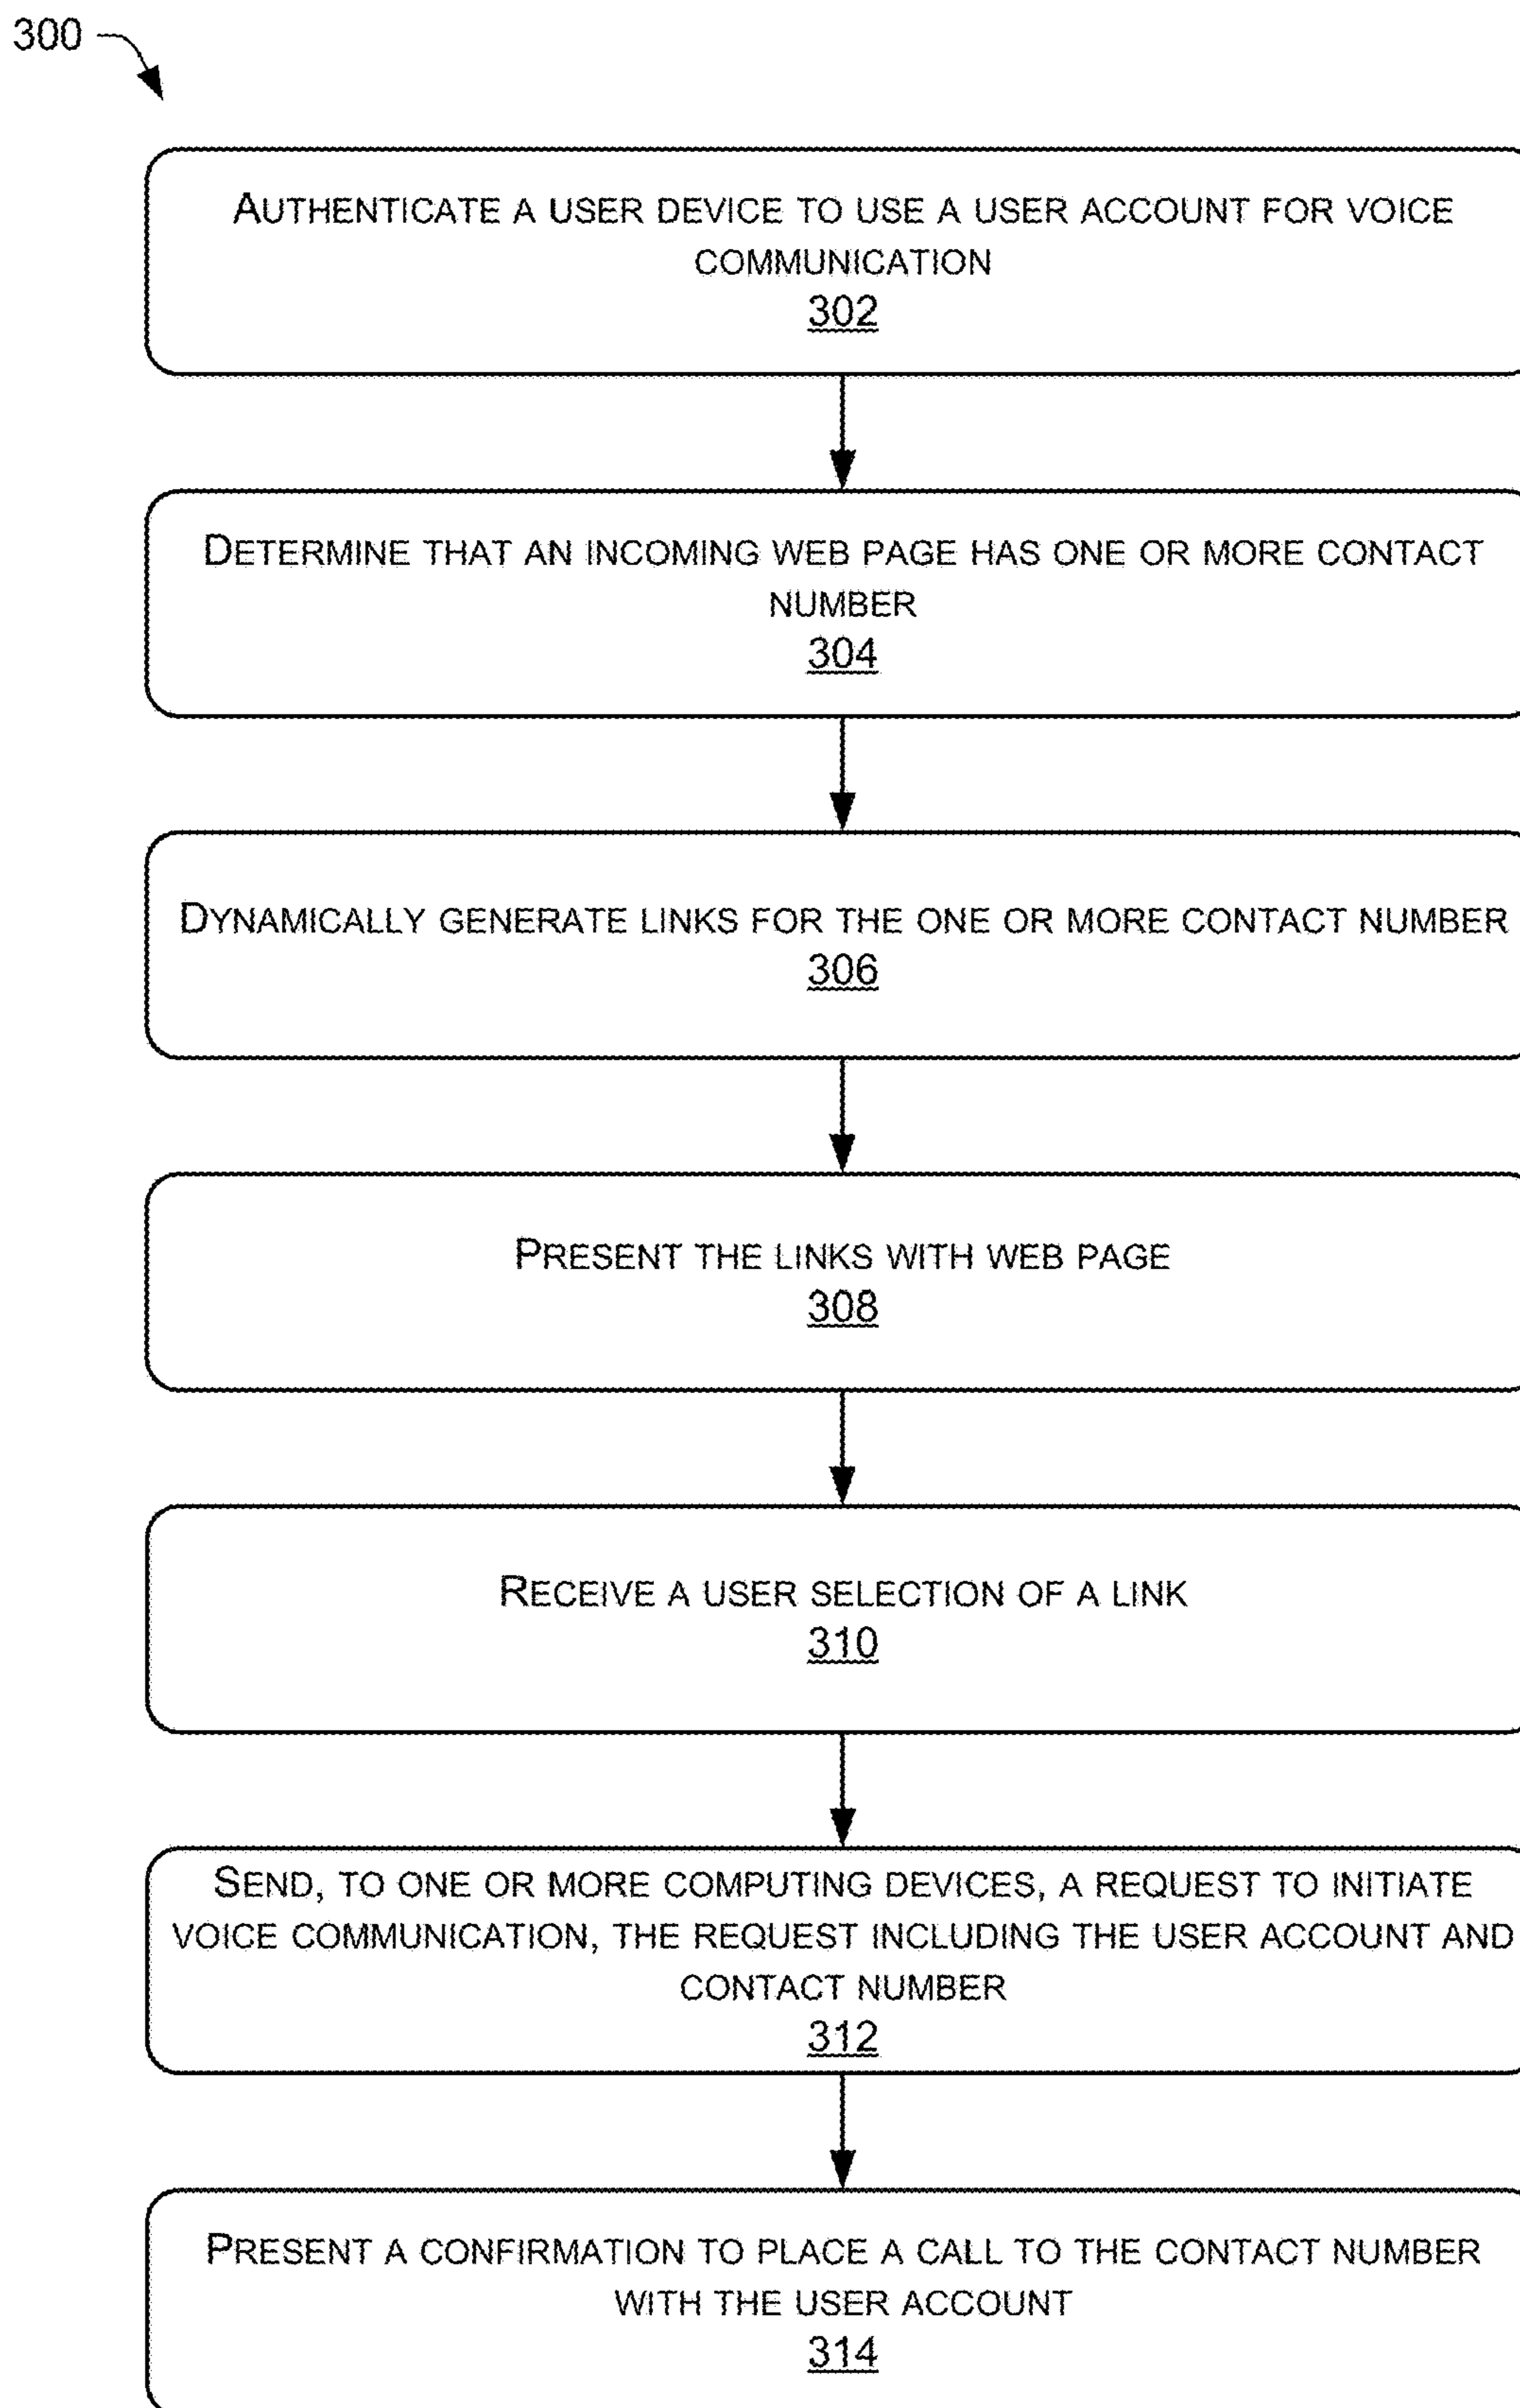 300
AUTHENTICATE A USER DEVICE TO USE A USER ACCOUNT FOR VOICE
COMMUNICATION
302
DETERMINE THAT AN INCOMING WEB PAGE HAS ONE OR MORE CONTACT
NUMBER
304
DYNAMICALLY GENERATE LINKS FOR THE ONE OR MORE CONTACT NUMBER
306
PRESENT THE LINKS WITH WEB PAGE
308
RECEIVE A USER SELECTION OF A LINK
310
SEND, TO ONE OR MORE COMPUTING DEVICES, A REQUEST TO INITIATE
VOICE COMMUNICATION, THE REQUEST INCLUDING THE USER ACCOUNT AND
CONTACT NUMBER
312
PRESENT A CONFIRMATION TO PLACE A CALL TO THE CONTACT NUMBER
WITH THE USER ACCOUNT
314